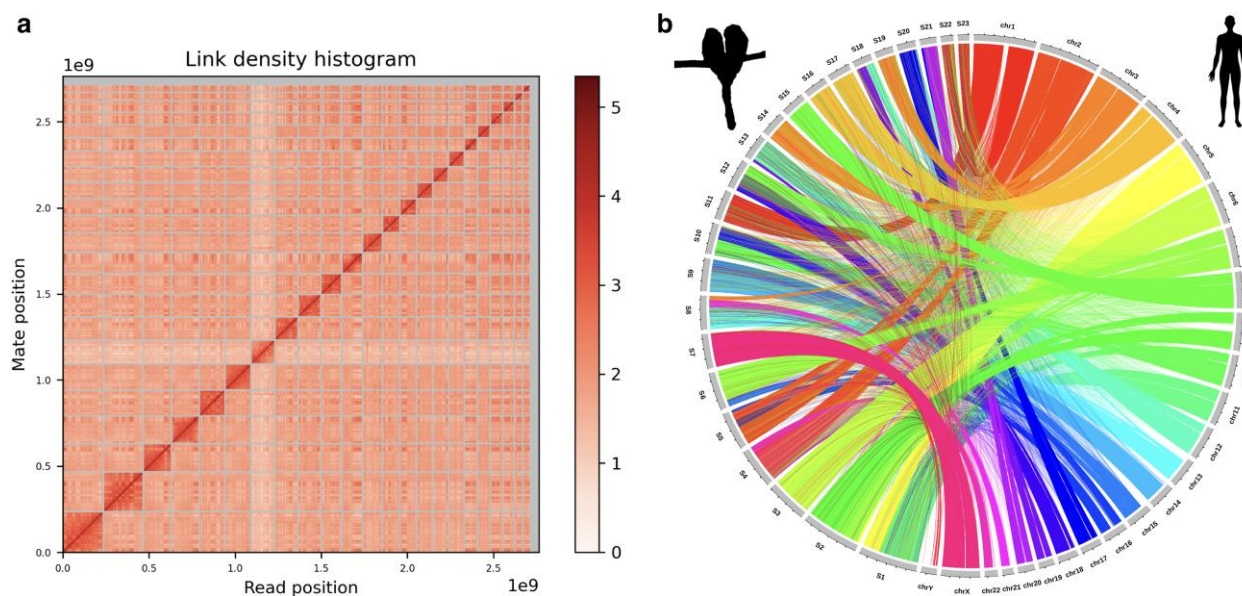 a
Link density histogram
1e9
2.5
2.0
1.5
1.0
0.5
0.0
Mate position
0.0
0.5
1.0
1.5
2.0
2.5
1e9
Read position
5
4
3
2
1
0
b
chr1
chr2
chr3
chr4
chr5
chr6
chr11
chr12
chr13
chr14
chr15
chr16
chr17
chr18
chr19
chr20
chr21
chr22
chrX
chrY
S1
S2
S3
S4
S5
S6
S7
S8
S9
S10
S11
S12
S13
S14
S15
S16
S17
S18
S19
S20
S21
S22
S23